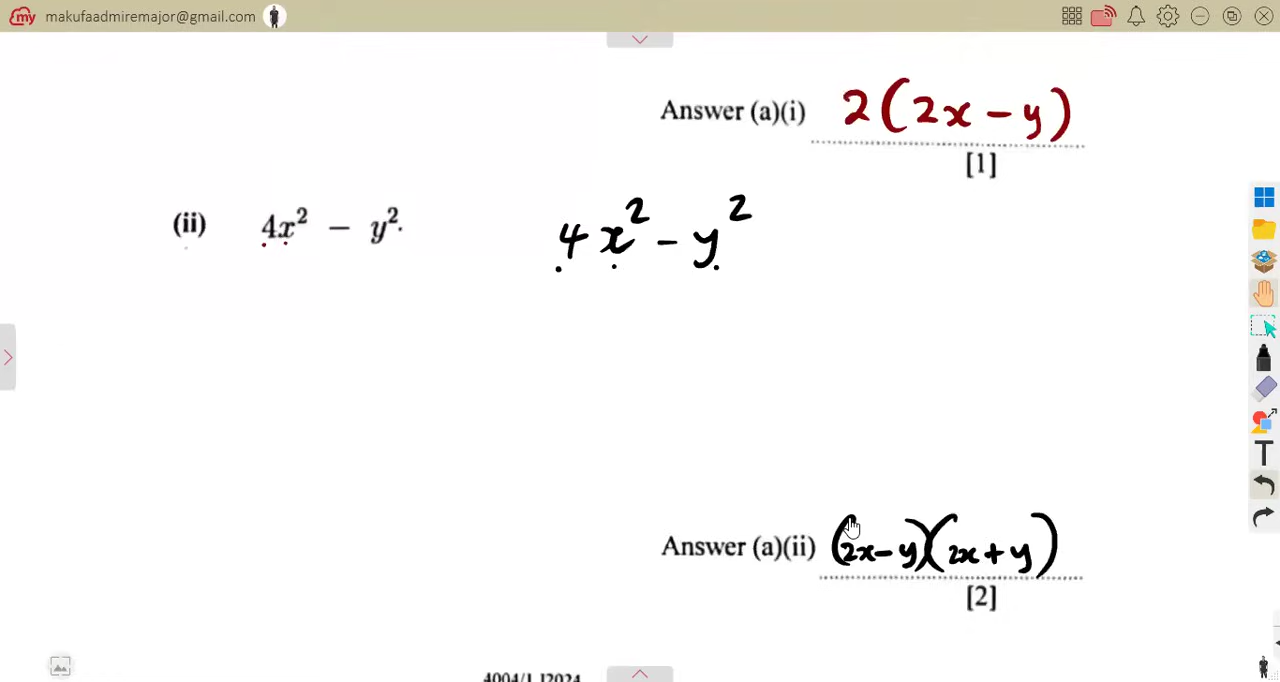 my makufaadmiremajor@gmail.com
Answer (a)(i) 2(2x - y)
[1]
(ii) 4x² - y². 4x² - y²
Answer (a)(ii) (2x - y)(2x + y)
[2]
4004/1 J2024